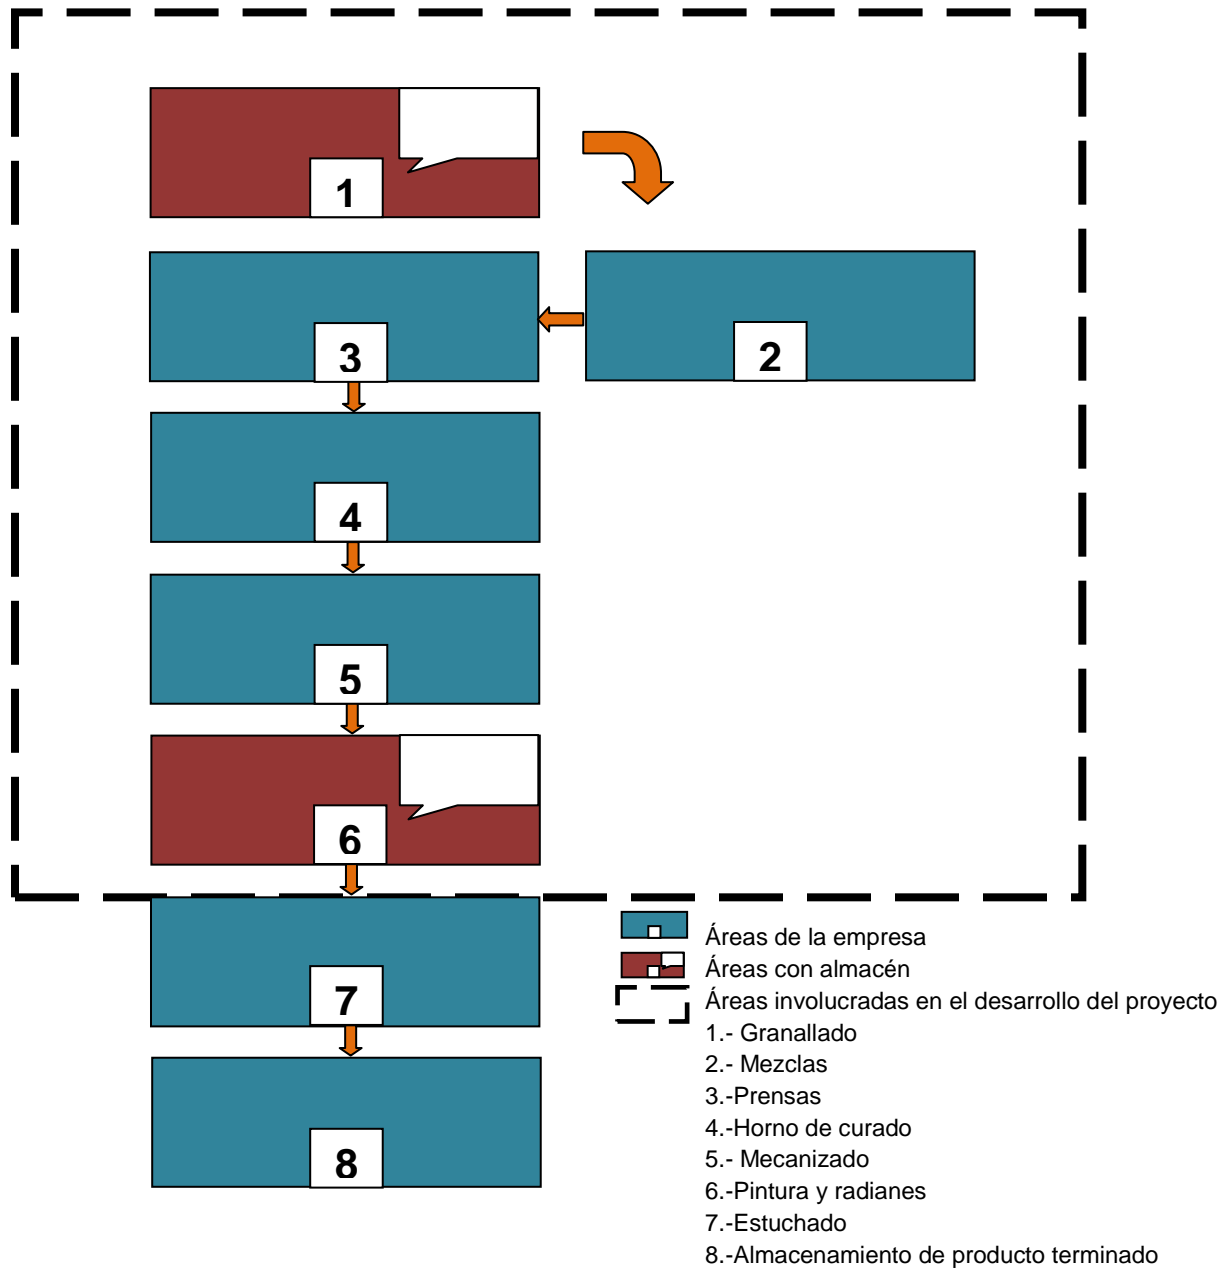 1
3
2
4
5
6
7
8
Áreas de la empresa
Áreas con almacén
Áreas involucradas en el desarrollo del proyecto
1.- Granallado
2.- Mezclas
3.-Prensas
4.-Horno de curado
5.- Mecanizado
6.-Pintura y radianes
7.-Estuchado
8.-Almacenamiento de producto terminado